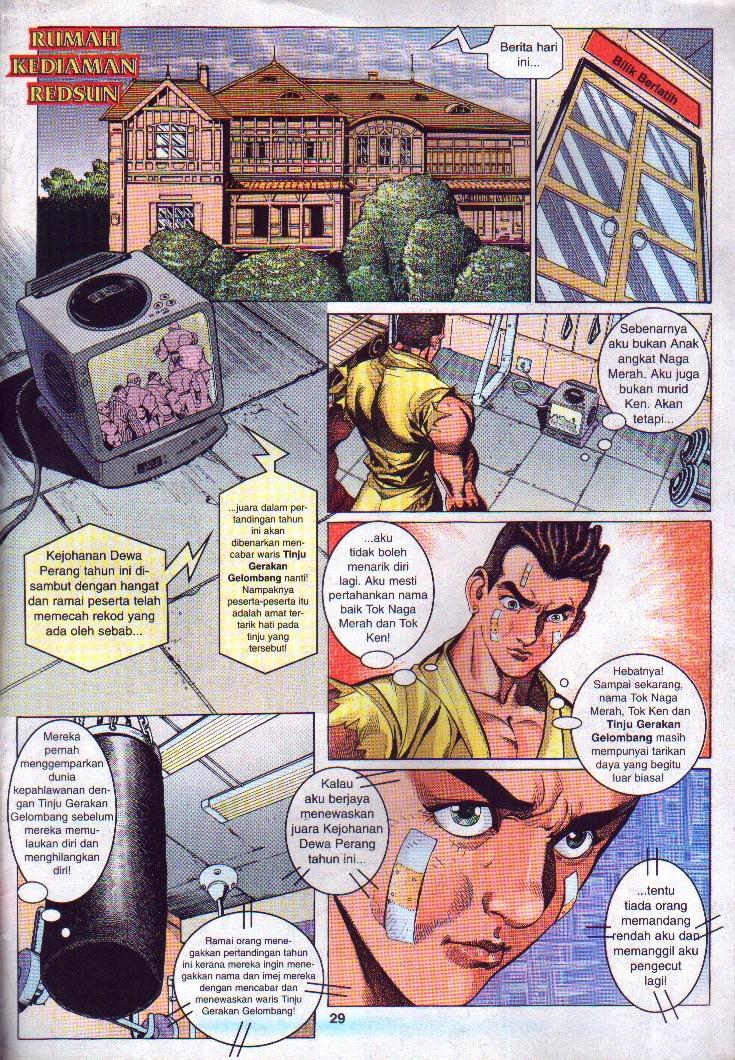 RUMAH
KEDIAMAN
REDSUN
Berita hari
ini...
Bilik Berlatih
Sebenarnya
aku bukan Anak
angkat Naga
Merah. Aku juga
bukan murid
Ken. Akan
tetapi...
Kejohanan Dewa
Perang tahun ini di-
sambut dengan hangat
dan ramai peserta telah
memecah rekod yang
ada oleh sebab...
...juara dalam per-
tandingan tahun
ini akan
dibenarkan men-
cabar waris Tinju
Gerakan
Gelombang nanti!
Nampaknya
peserta-peserta itu
adalah amat ter-
tarik hati pada
tinju yang
tersebut!
...aku
tidak boleh
menarik diri
lagi. Aku mesti
pertahankan nama
baik Tok Naga
Merah dan Tok
Ken!
Hebatnya!
Sampai sekarang,
nama Tok Naga
Merah, Tok Ken dan
Tinju Gerakan
Gelombang masih
mempunyai tarikan
daya yang begitu
luar biasa!
Mereka
pernah
menggemparkan
dunia
kepahlawanan den-
gan Tinju Gerakan
Gelombang sebelum
mereka memu-
laukan diri dan
menghilangkan
diri!
Ramai orang mene-
gakkan pertandingan tahun
ini kerana mereka ingin mene-
gakkan nama dan imej mereka
dengan mencabar dan
menewaskan waris Tinju
Gerakan Gelombang!
Kalau
aku berjaya
menewaskan
juara Kejohanan
Dewa Perang
tahun ini...
...tentu
tiada orang
memandang
rendah aku dan
memanggil aku
pengecut
lagi!
29